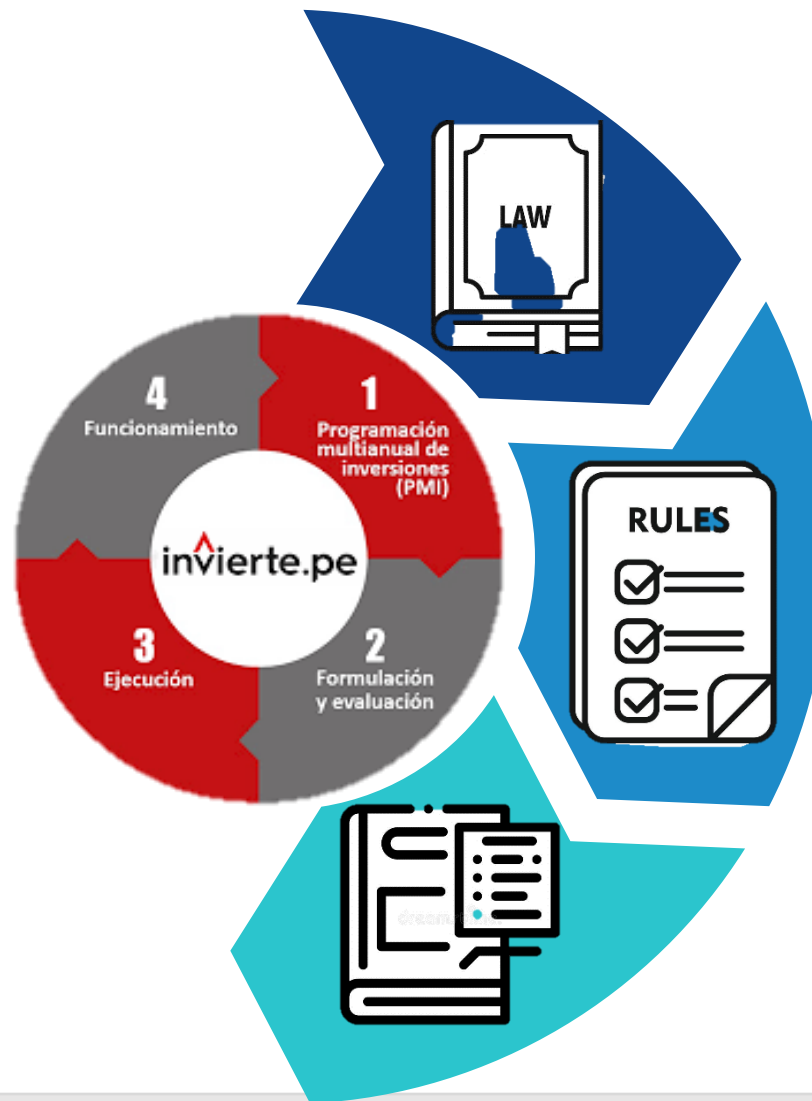 LAW
4
Funcionamiento
1
Programación
multianual de
inversiones
(PMI)
invierte.pe
RULES
3
Ejecución
2
Formulación
y evaluación